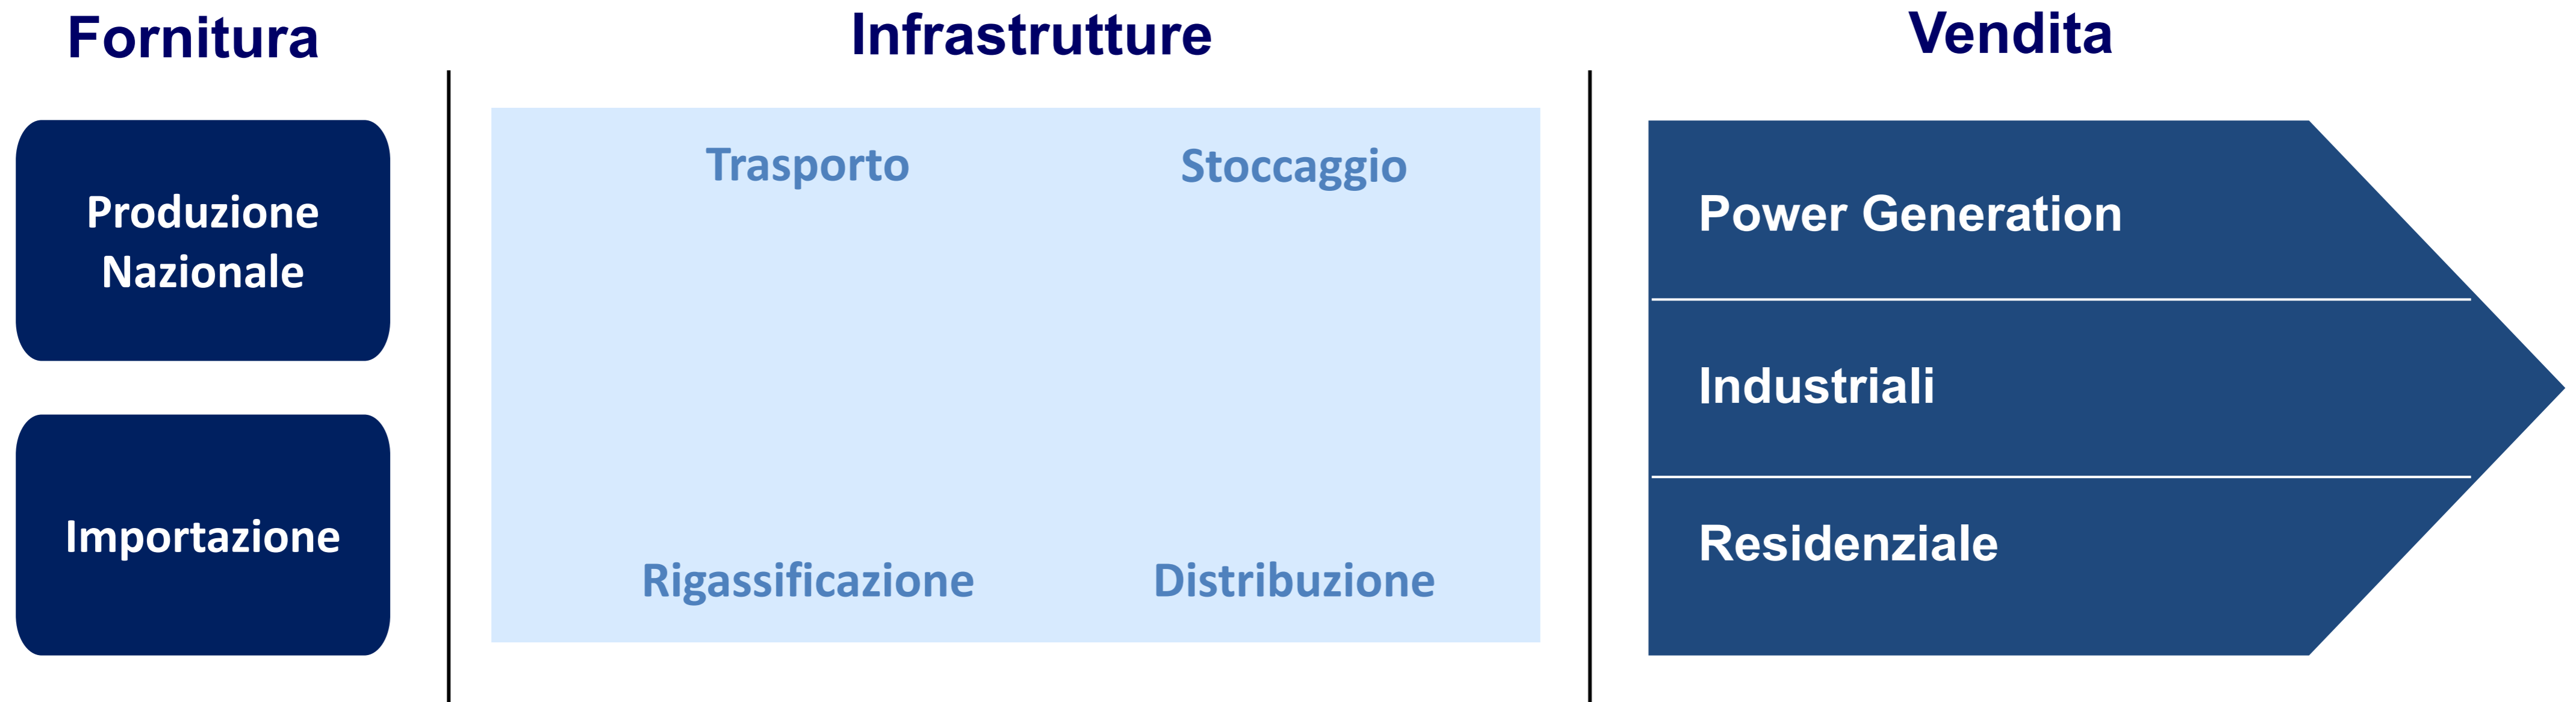 Fornitura
Infrastrutture
Vendita
Produzione
Nazionale
Importazione
Trasporto
Stoccaggio
Rigassificazione
Distribuzione
Power Generation
Industriali
Residenziale